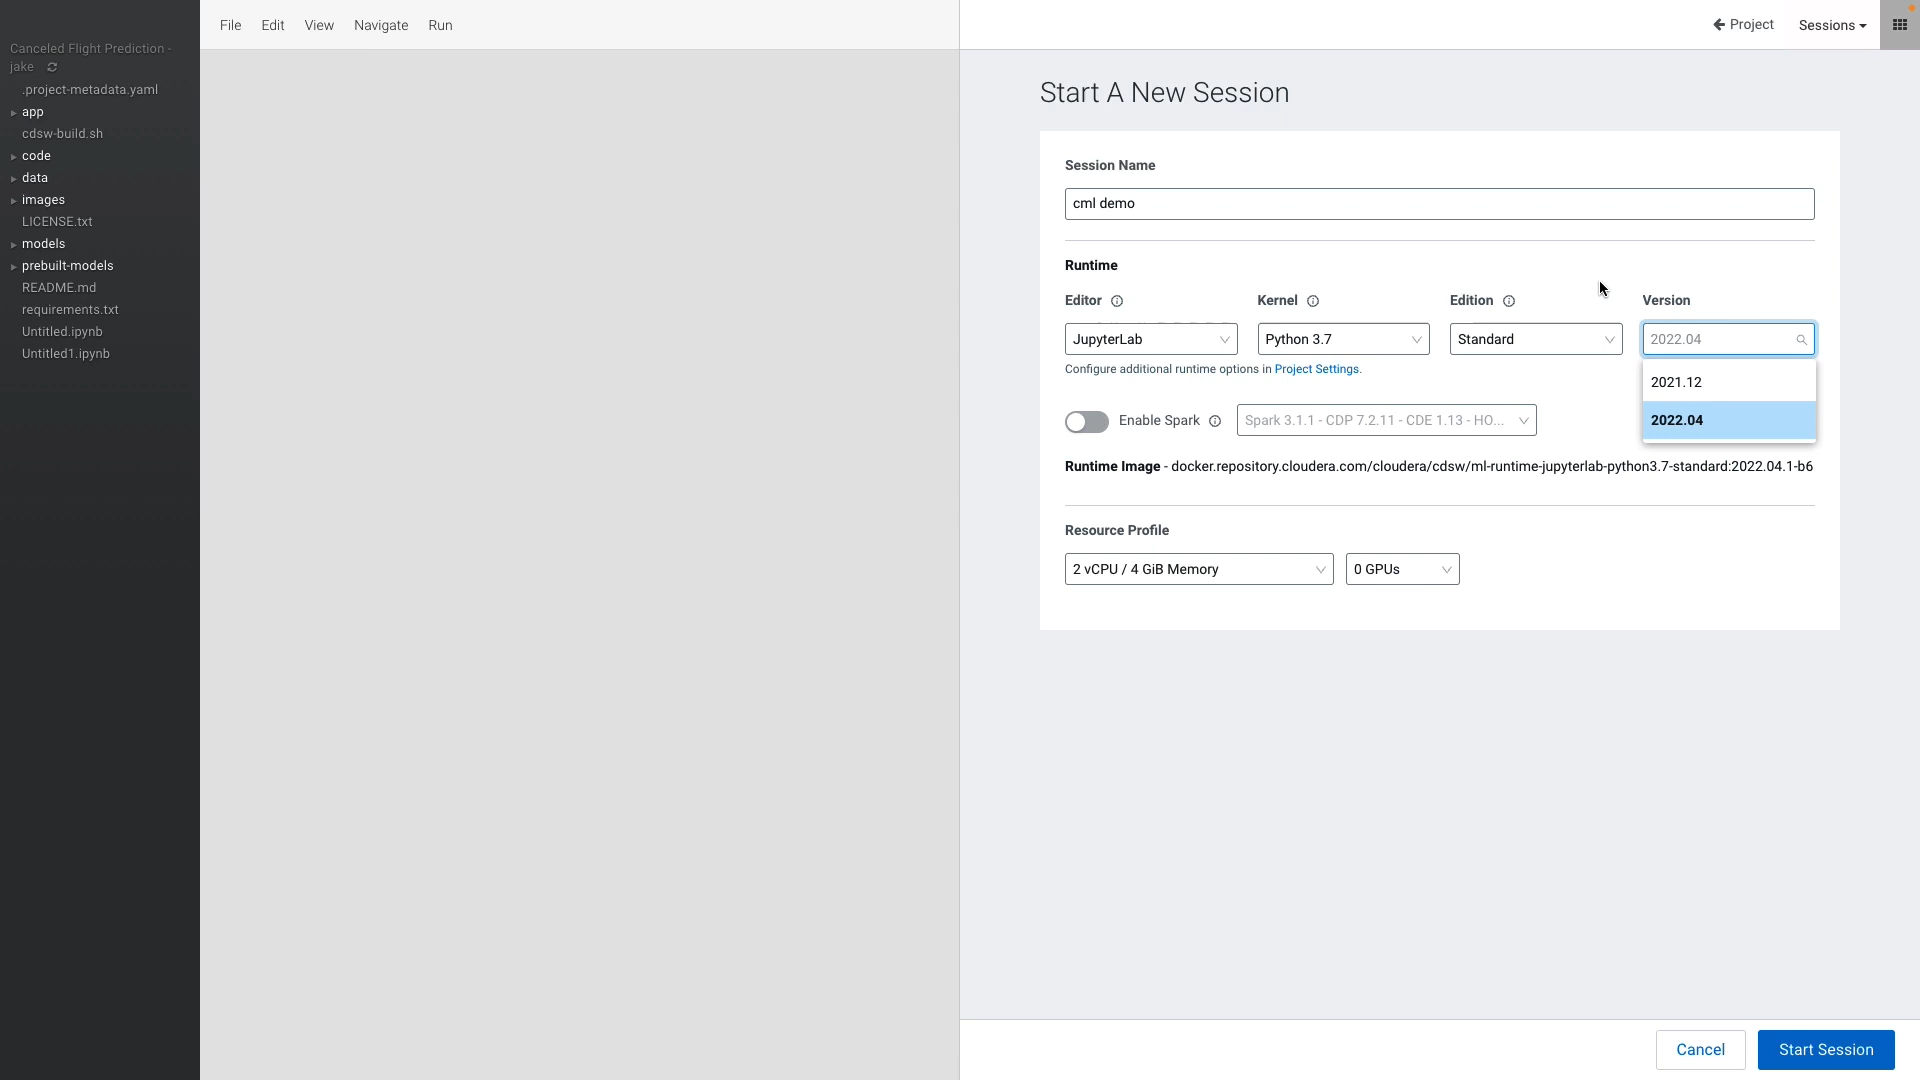 File Edit View Navigate Run
Project Sessions
Canceled Flight Prediction -
jake
.project-metadata.yaml
app
cdsw-build.sh
code
data
images
LICENSE.txt
models
prebuilt-models
README.md
requirements.txt
Untitled.ipynb
Untitled1.ipynb
Start A New Session
Session Name
cml demo
Runtime
Editor Kernel Edition Version
JupyterLab Python 3.7 Standard 2022.04
Configure additional runtime options in Project Settings.
2021.12
2022.04
Enable Spark Spark 3.1.1 - CDP 7.2.11 - CDE 1.13 - HO...
Runtime Image - docker.repository.cloudera.com/cloudera/cdsw/ml-runtime-jupyterlab-python3.7-standard:2022.04.1-b6
Resource Profile
2 vCPU / 4 GiB Memory 0 GPUs
Cancel Start Session